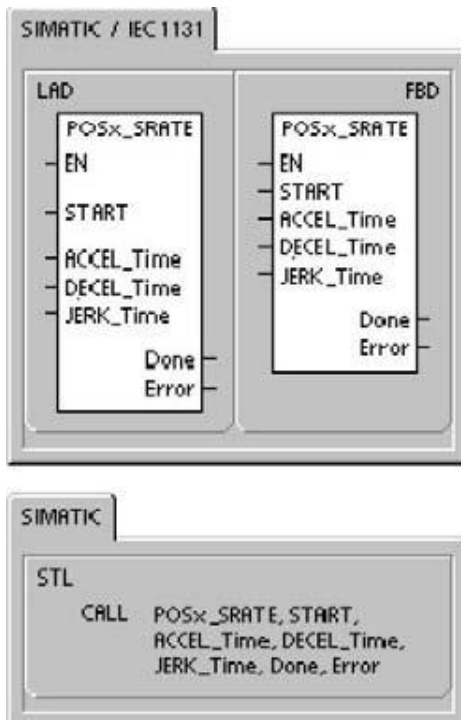 SIMATIC / IEC 1131
LAD
POSx_SRATE
EN
START
ACCEL_Time
DECEL_Time
JERK_Time
Done
Error
FBD
POSx_SRATE
EN
START
ACCEL_Time
DECEL_Time
JERK_Time
Done
Error
SIMATIC
STL
CALL POSx_SRATE, START,
ACCEL_Time, DECEL_Time,
JERK_Time, Done, Error